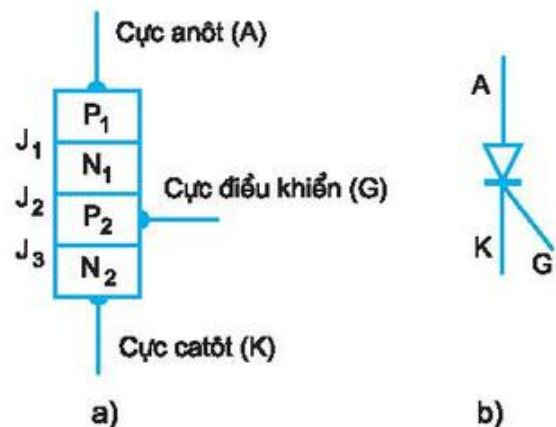 Cực anôt (A)
P1
J1
N1
J2
Cực điều khiển (G)
P2
J3
N2
Cực catôt (K)
a)
A
K
G
b)